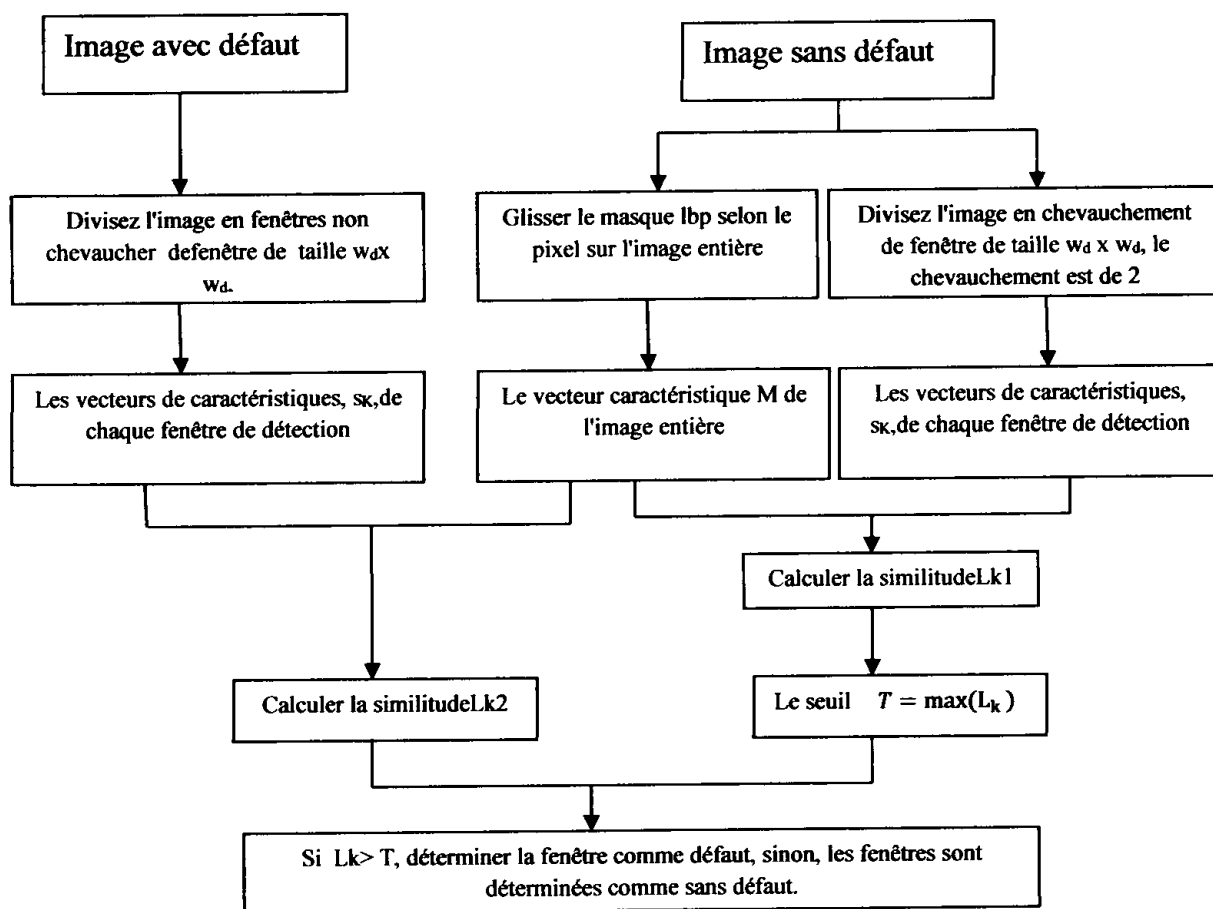 Image avec défaut
Image sans défaut
Divisez l'image en fenêtres non
chevaucher defenêtre de taille wdx
wd.
Glisser le masque lbp selon le
pixel sur l'image entière
Divisez l'image en chevauchement
de fenêtre de taille wd x wd, le
chevauchement est de 2
Les vecteurs de caractéristiques, sK,de
chaque fenêtre de détection
Le vecteur caractéristique M de
l'image entière
Les vecteurs de caractéristiques,
sK,de chaque fenêtre de détection
Calculer la similitudeLk1
Calculer la similitudeLk2
Le seuil T = max(Lk)
Si Lk> T, déterminer la fenêtre comme défaut, sinon, les fenêtres sont
déterminées comme sans défaut.